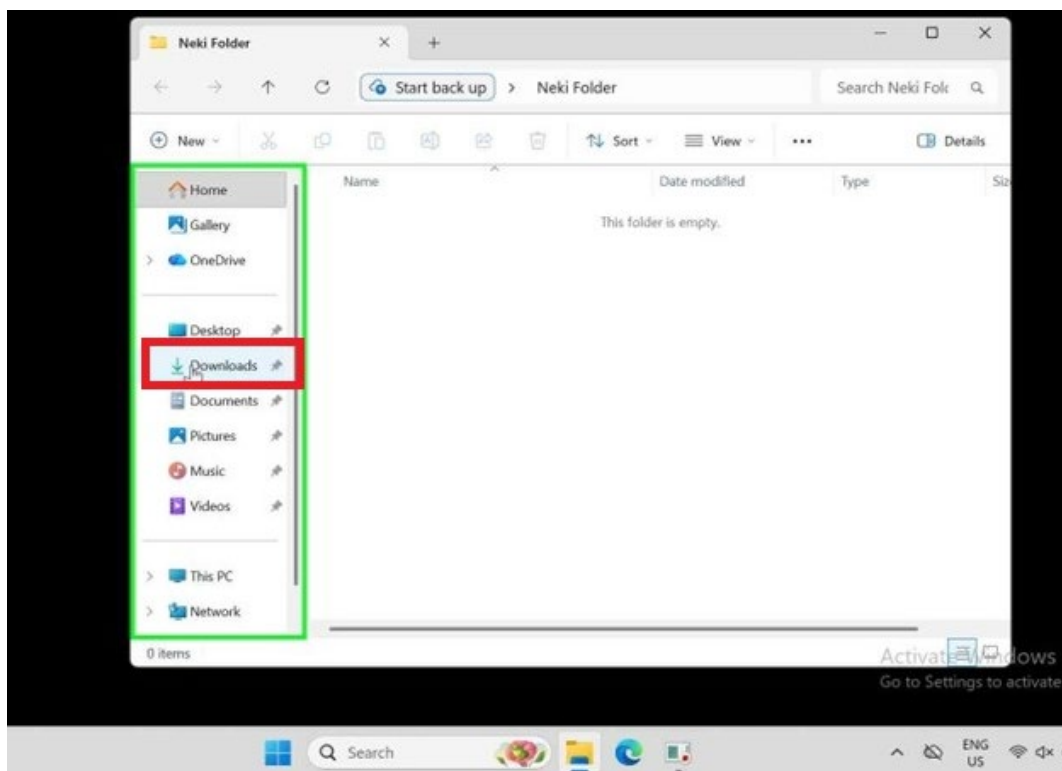 Neki Folder
Start back up > Neki Folder
Search Neki Folc
New
Sort
View
Details
Home
Gallery
OneDrive
Desktop
Downloads
Documents
Pictures
Music
Videos
This PC
Network
Name
Date modified
Type
Siz
This folder is empty.
0 items
Activate Windows
Go to Settings to activate
Search
ENG
US